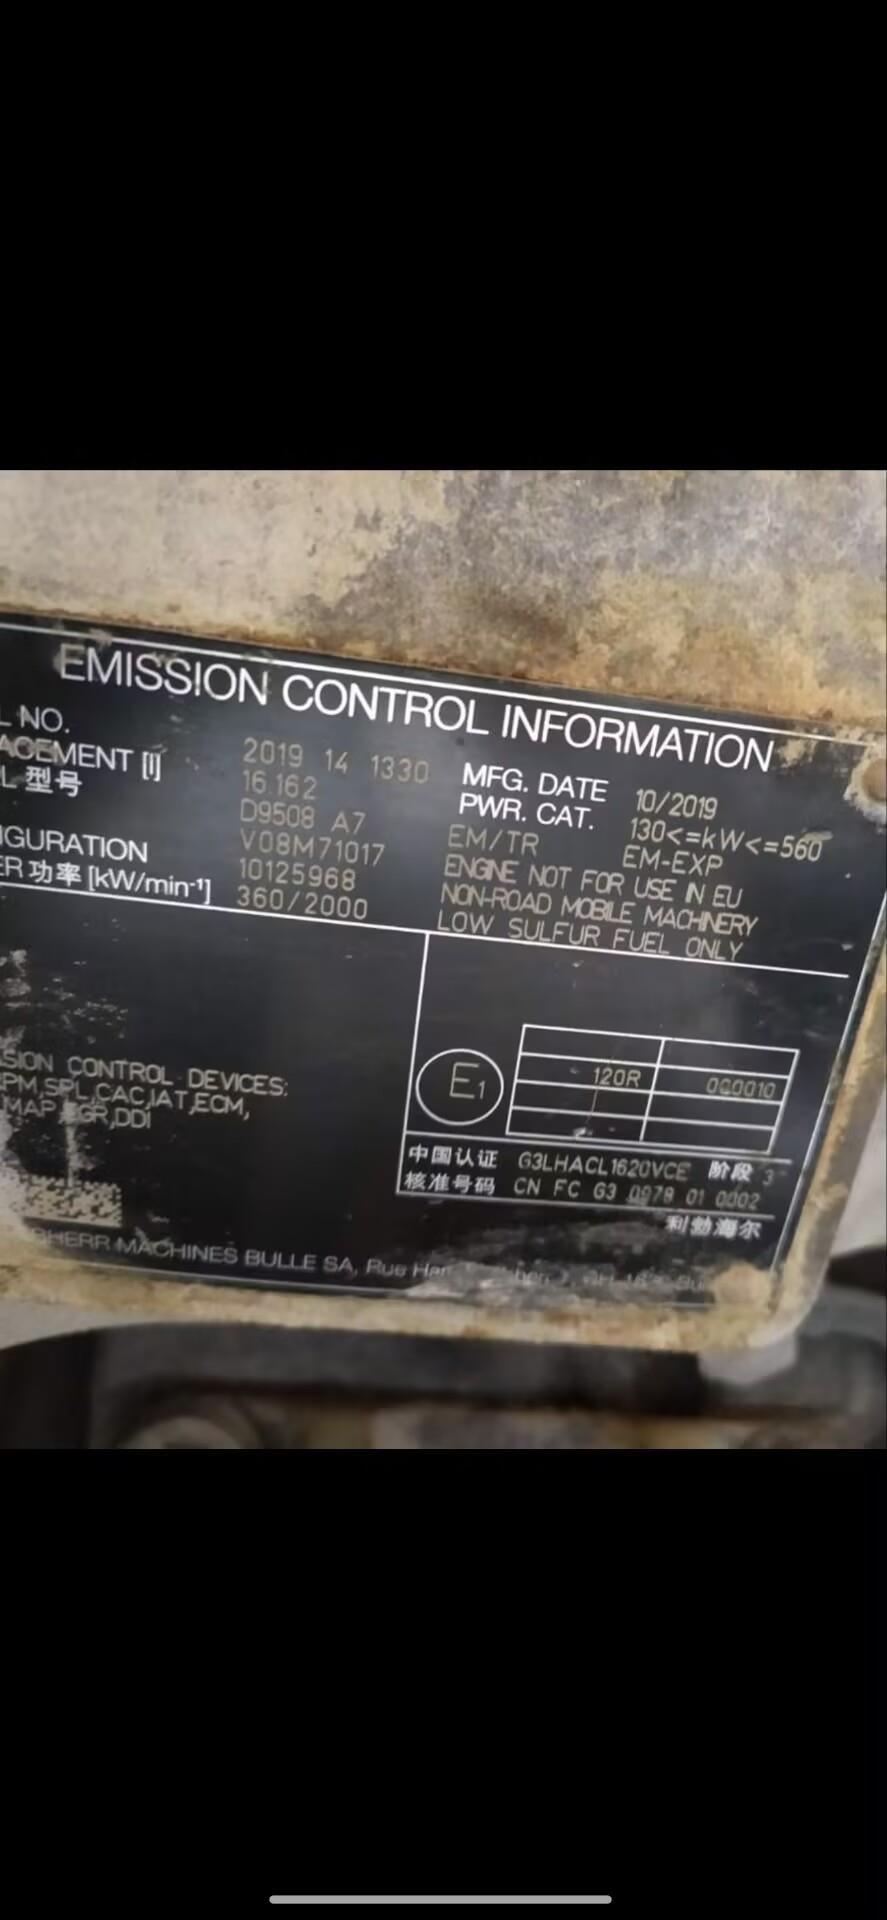 EMISSION CONTROL INFORMATION
L NO. 2019 14 1330 MFG. DATE 10/2019
ACEMENT [l] 16.162 PWR. CAT. 130<=kW<=560
L 型号 D9508 A7 EM/TR EM-EXP
V08M71017 ENGINE NOT FOR USE IN EU
IGURATION 10125968 NON-ROAD MOBILE MACHINERY
ER 功率 [kW/min-1] 360/2000 LOW SULFUR FUEL ONLY
SION CONTROL DEVICES:
PM,SPL,CAC,IAT,ECM,
MAP,EGR,DDI
E1
120R 000010
中国认证 G3LHACL1620VCE 阶段 3
核准号码 CN FC G3 0978 01 0002
利勃海尔
BHERR MACHINES BULLE SA, Rue